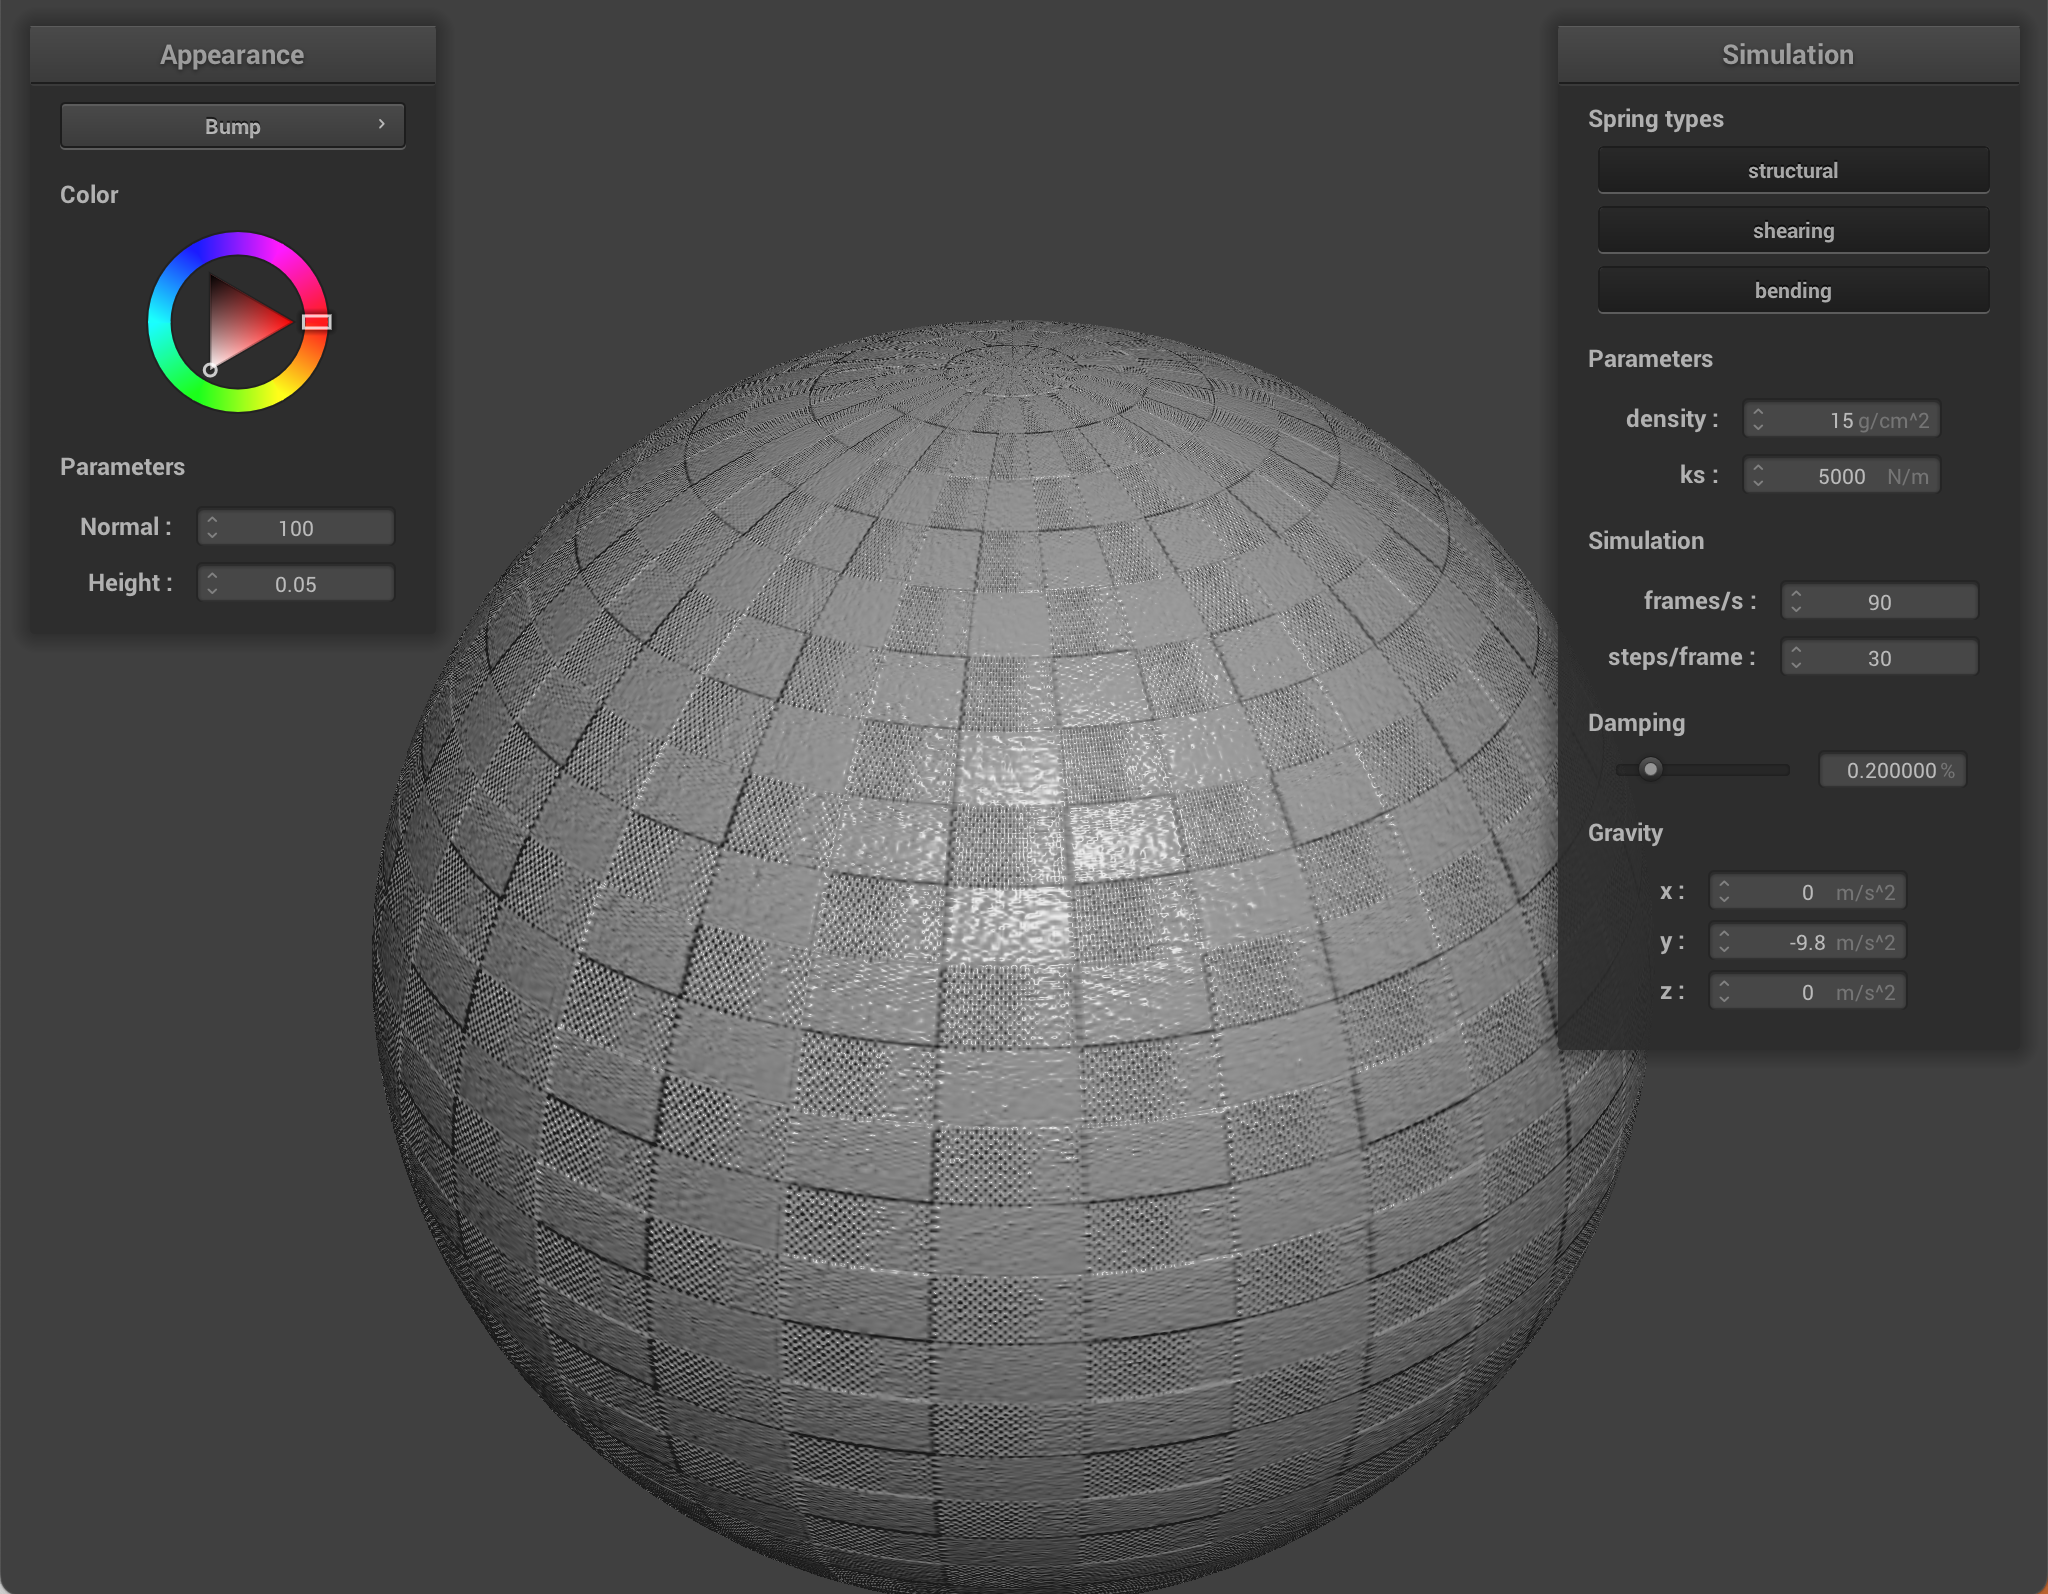 Appearance
Bump
Color
Parameters
Normal : 100
Height : 0.05
Simulation
Spring types
structural
shearing
bending
Parameters
density : 15 g/cm^2
ks : 5000 N/m
Simulation
frames/s : 90
steps/frame : 30
Damping
0.200000 %
Gravity
x : 0 m/s^2
y : -9.8 m/s^2
z : 0 m/s^2